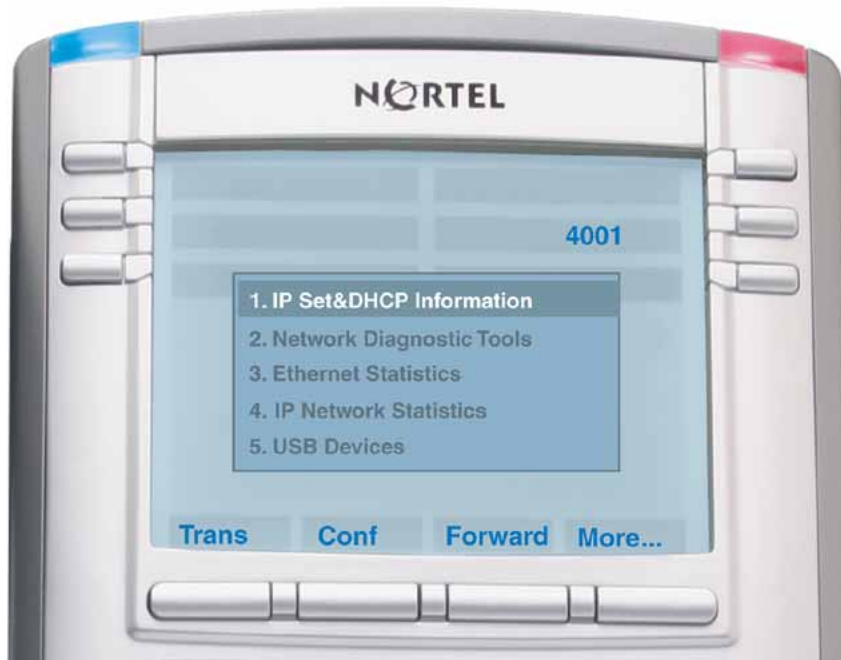 NORTEL
4001
1. IP Set&DHCP Information
2. Network Diagnostic Tools
3. Ethernet Statistics
4. IP Network Statistics
5. USB Devices
Trans Conf Forward More...